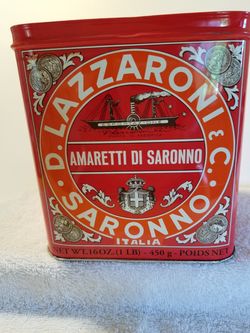 D. LAZZARONI & C.
AMARETTI DI SARONNO
SARONNO
ITALIA
NET WT. 16 OZ. (1 LB) - 450 g - POIDS NET